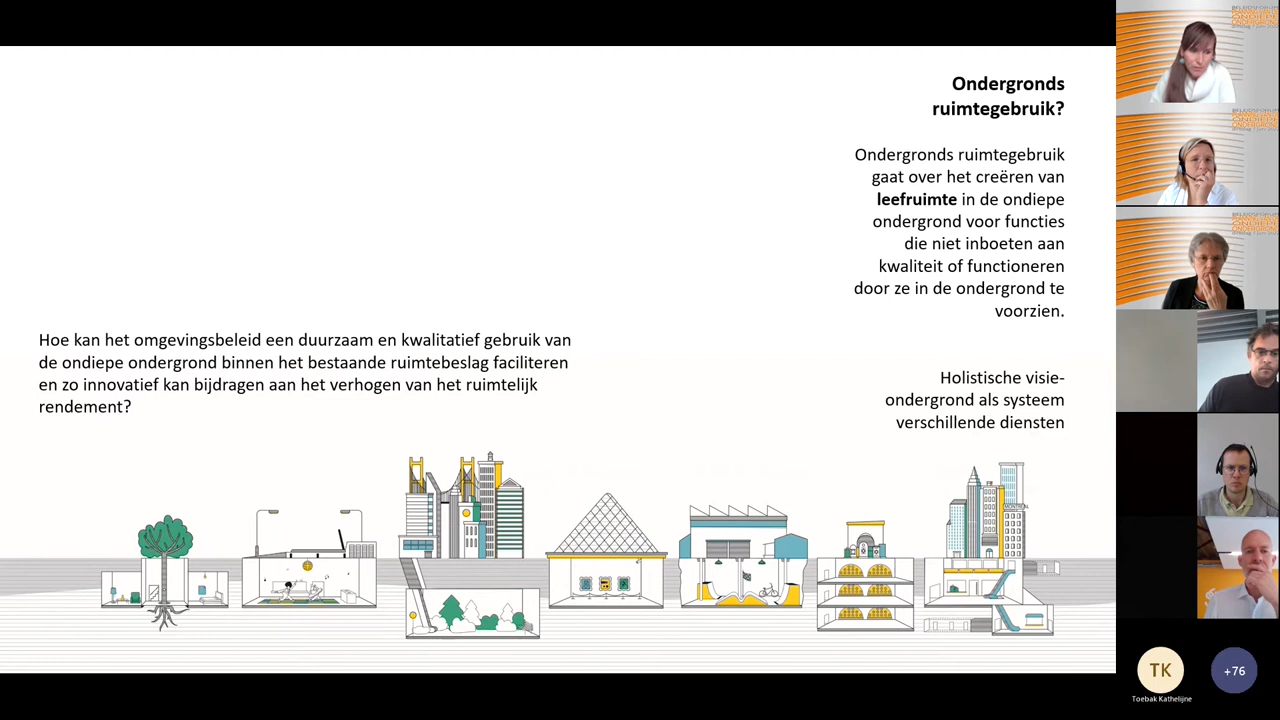 Ondergronds
ruimtegebruik?
Ondergronds ruimtegebruik
gaat over het creëren van
leefruimte in de ondiepe
ondergrond voor functies
die niet inboeten aan
kwaliteit of functioneren
door ze in de ondergrond te
voorzien.
Hoe kan het omgevingsbeleid een duurzaam en kwalitatief gebruik van
de ondiepe ondergrond binnen het bestaande ruimtebeslag faciliteren
en zo innovatief kan bijdragen aan het verhogen van het ruimtelijk
rendement?
Holistische visie-
ondergrond als systeem
verschillende diensten
MONTREAL
TK
+76
Toebak Kathelijne